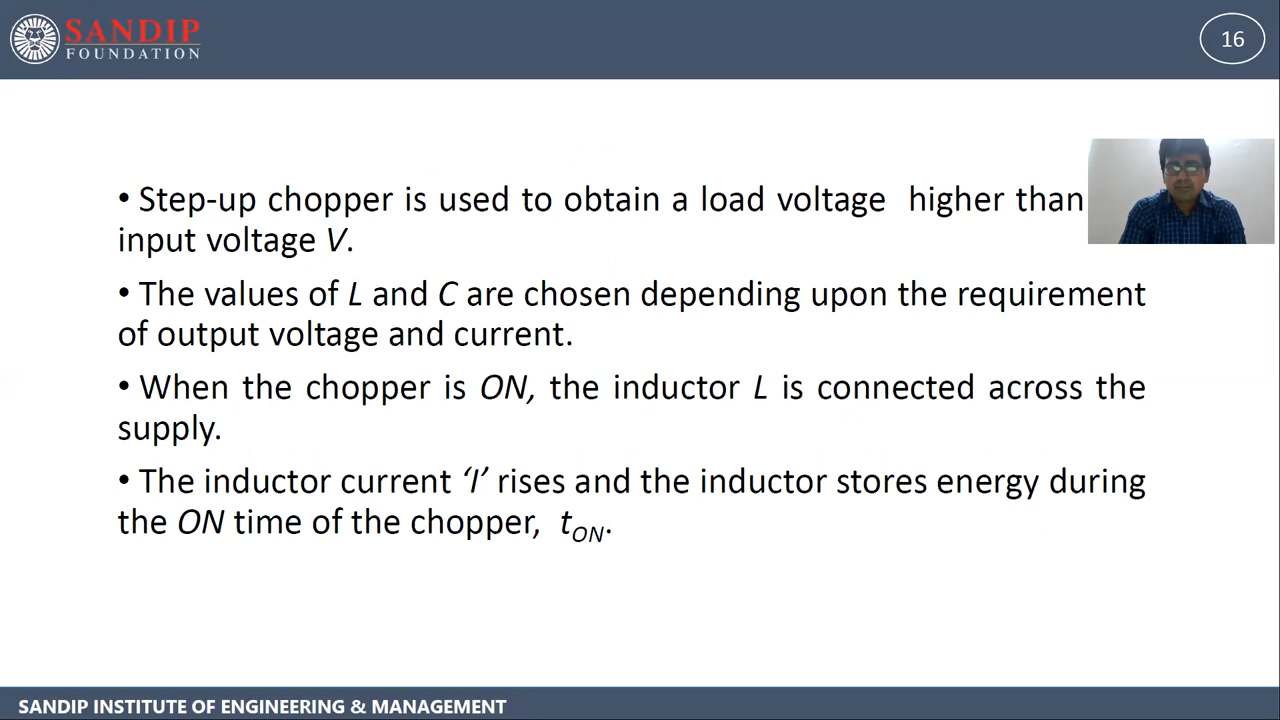 SANDIP
FOUNDATION
16
• Step-up chopper is used to obtain a load voltage higher than
input voltage V.
• The values of L and C are chosen depending upon the requirement
of output voltage and current.
• When the chopper is ON, the inductor L is connected across the
supply.
• The inductor current ‘I’ rises and the inductor stores energy during
the ON time of the chopper, tON.
SANDIP INSTITUTE OF ENGINEERING & MANAGEMENT